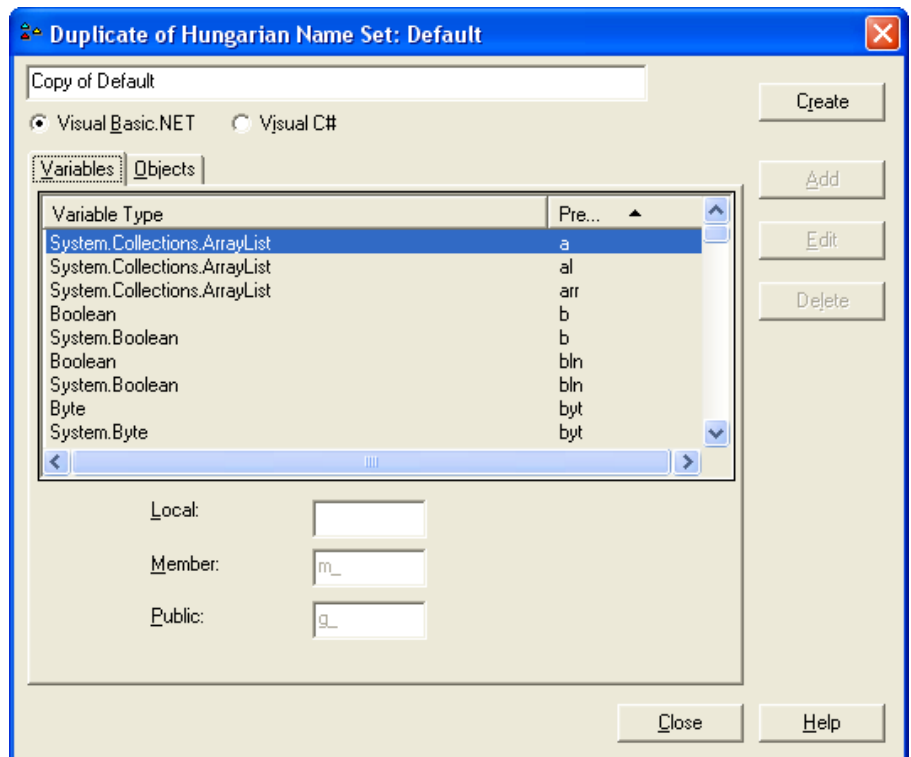 Duplicate of Hungarian Name Set: Default
Copy of Default
Create
Visual Basic.NET Visual C#
Variables Objects
Add
Variable Type Pre...
System.Collections.ArrayList a
Edit
System.Collections.ArrayList al
System.Collections.ArrayList arr
Delete
Boolean b
System.Boolean b
Boolean bln
System.Boolean bln
Byte byt
System.Byte byt
Local:
Member: m_
Public: g_
Close Help